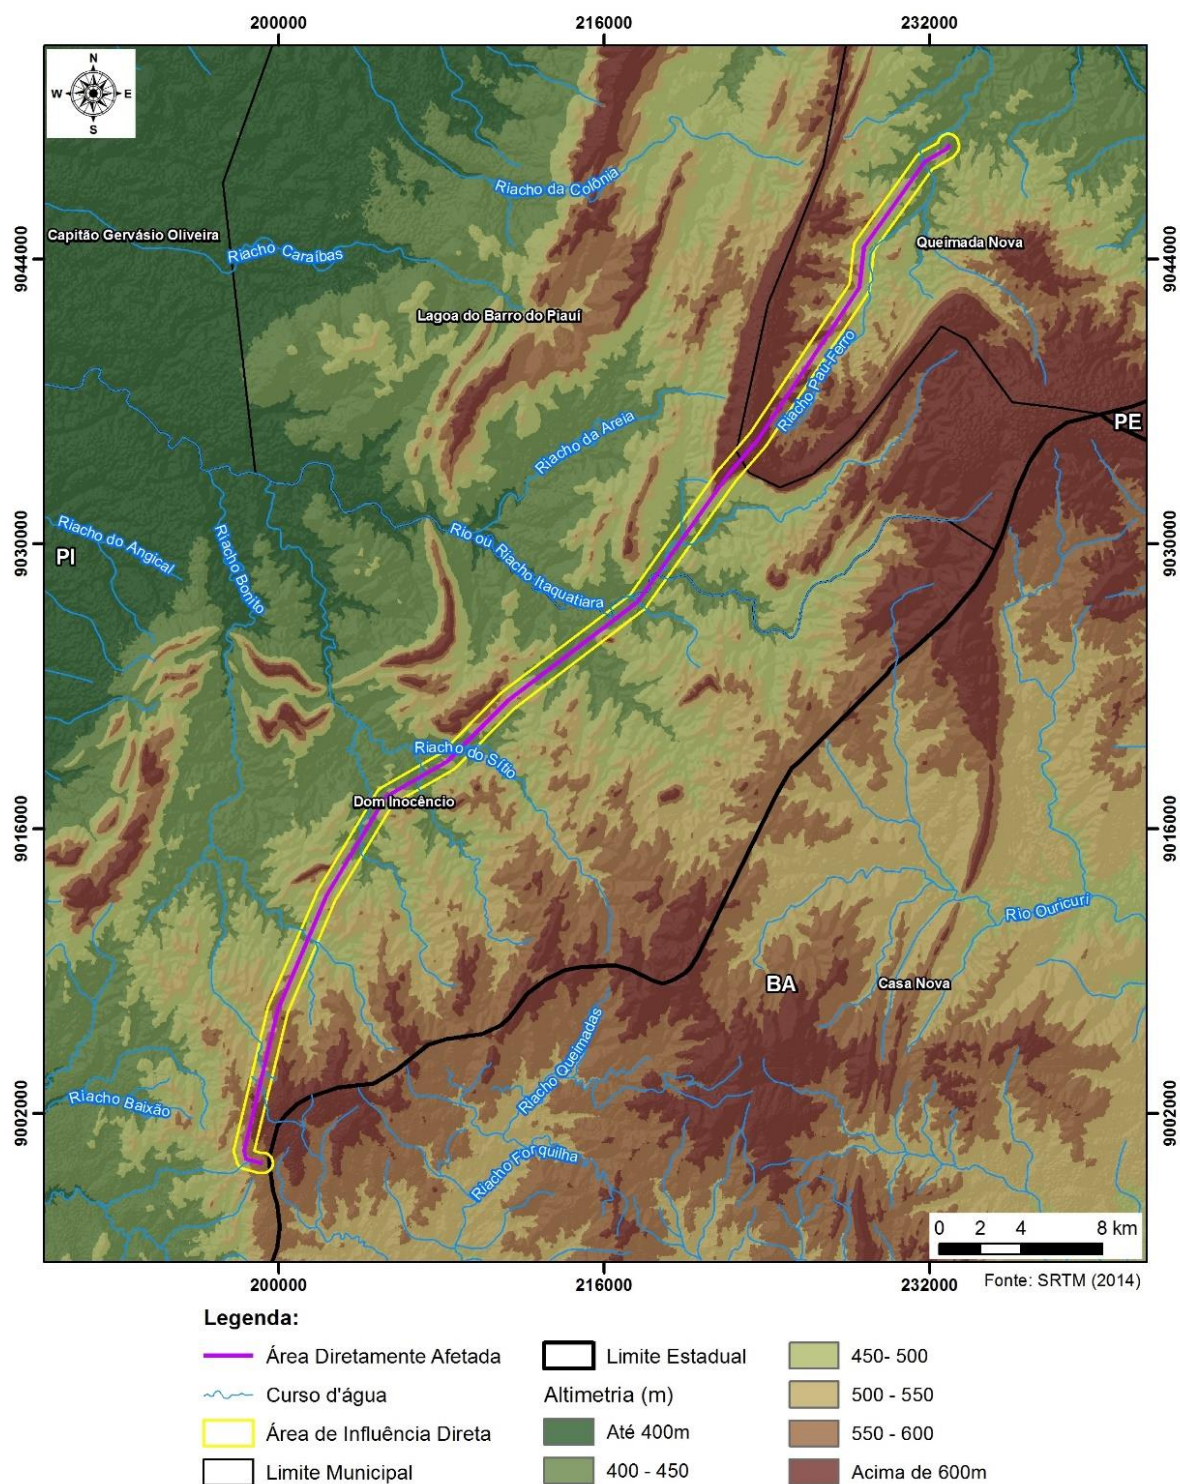 200000 216000 232000
N
W E
S
Riacho da Colônia
Capitão Gervásio Oliveira
Riacho Caraíbas
Queimada Nova
9044000 9044000
Lagoa do Barro do Piauí
Riacho Pau-Ferro
PE
Riacho da Areia
Riacho do Angical
PI
Riacho Bonito
Rio ou Riacho Itaquatiara
9030000 9030000
Riacho do Sítio
Dom Inocêncio
9016000 9016000
Rio Ouricuri
BA
Casa Nova
Riacho Queimadas
Riacho Baixão
9002000 9002000
Riacho Forquilha
0 2 4 8 km
200000 216000 232000
Fonte: SRTM (2014)
Legenda:
Área Diretamente Afetada
Curso d'água
Área de Influência Direta
Limite Municipal
Limite Estadual
Altimetria (m)
Até 400m
400 - 450
450- 500
500 - 550
550 - 600
Acima de 600m